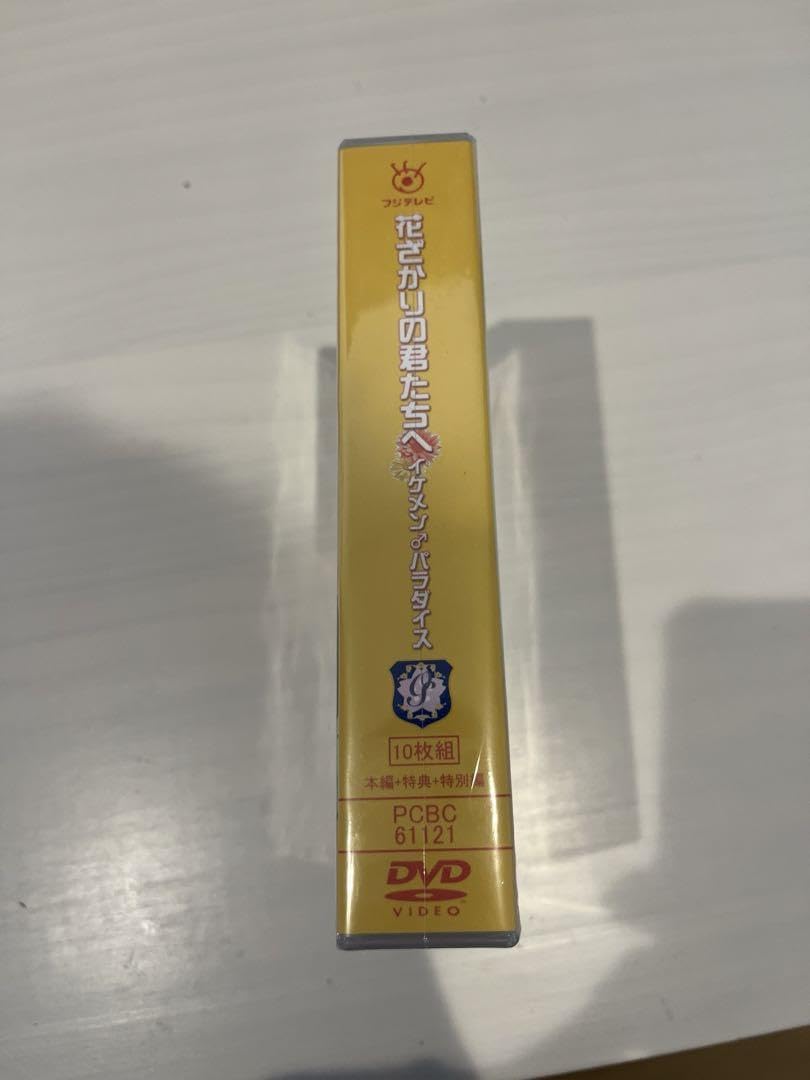 フジテレビ
花ざかりの君たちへ
イケメン♂パラダイス
P
10枚組
本編+特典+特別編
PCBC
61121
DVD
VIDEO